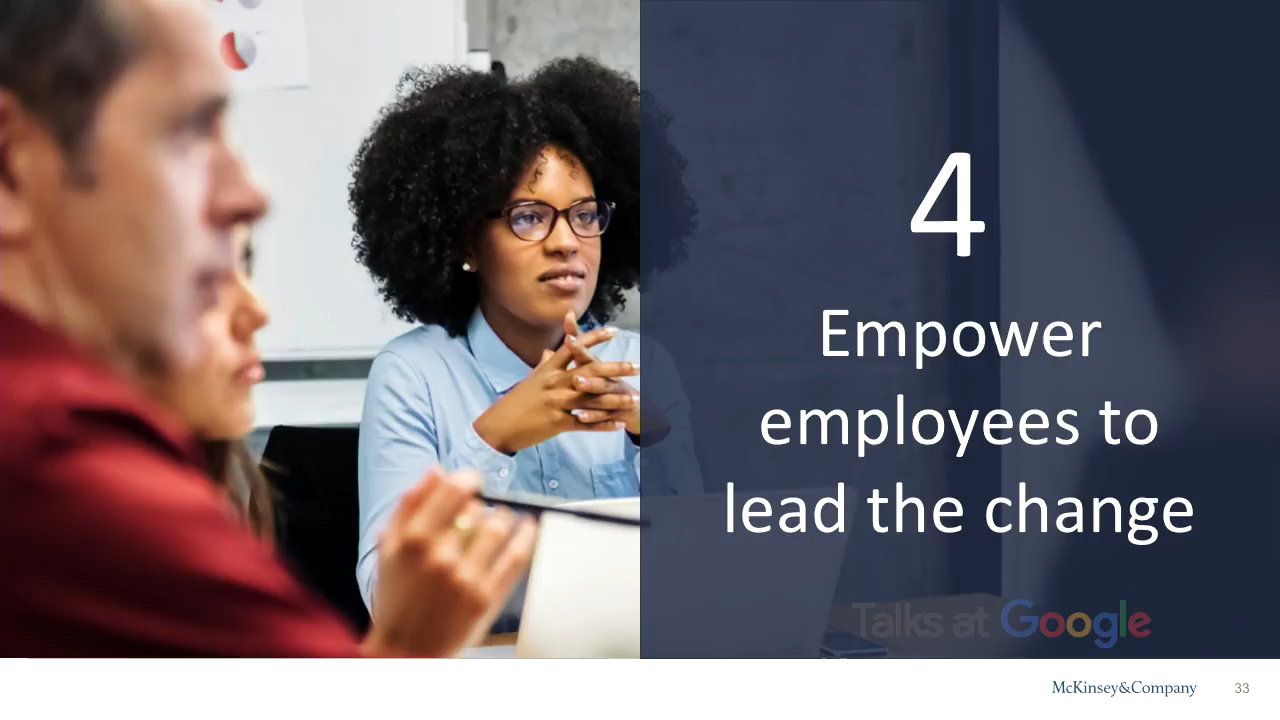 4
Empower
employees to
lead the change
Talks at Google
McKinsey&Company 33